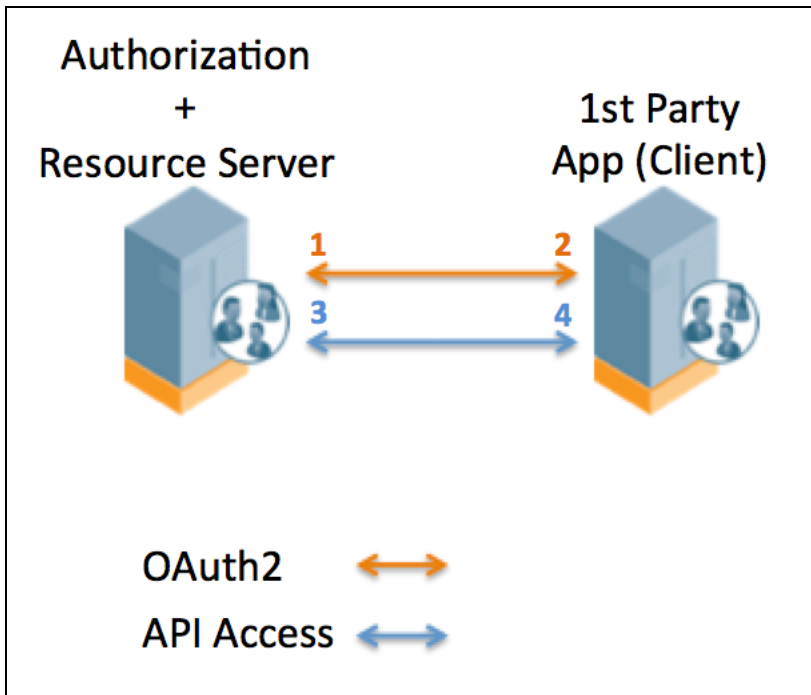 Authorization
+
Resource Server
1st Party
App (Client)
1
2
3
4
OAuth2
API Access